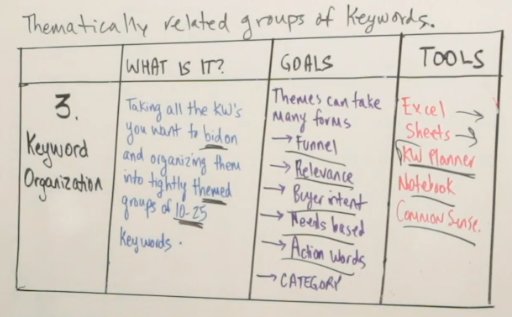 Thematically related groups of Keywords.
WHAT IS IT?
GOALS
TOOLS
3.
Keyword
Organization
Taking all the KW's
you want to bid on
and organizing them
into tightly themed
groups of 10-25
Keywords.
Themes can take
Many forms
→ Funnel
→ Relevance
→ Buyer intent
→ Needs based
→ Action words
→ CATEGORY
Excel →
Sheets →
KW Planner
Notebook
Common Sense.